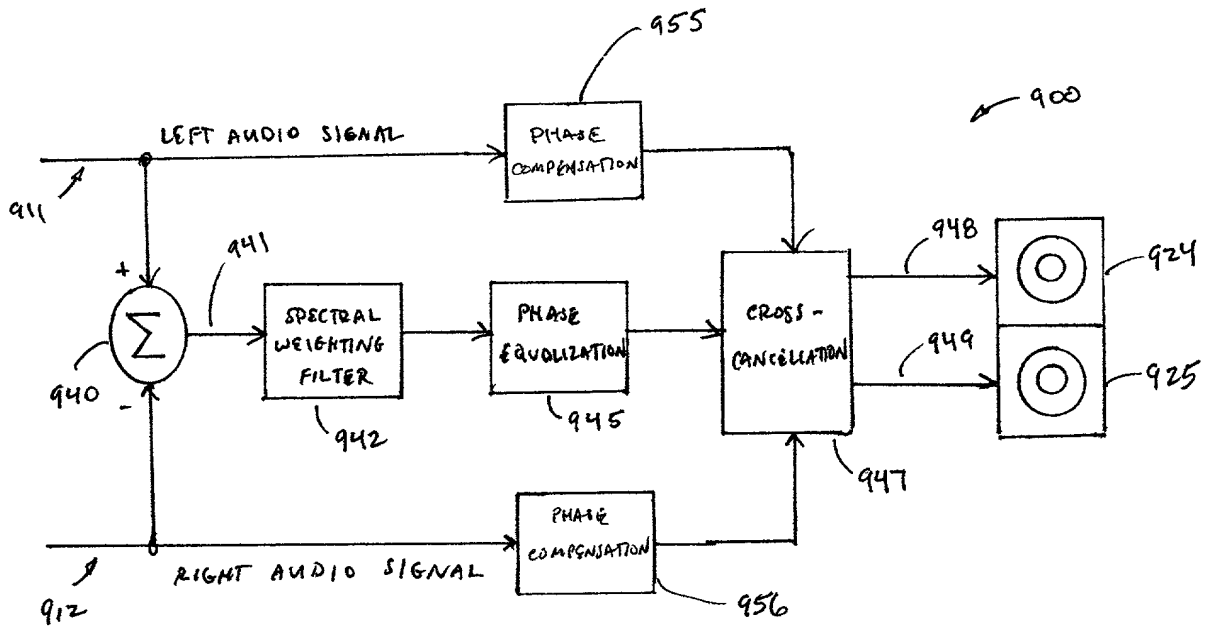 955
900
LEFT AUDIO SIGNAL
PHASE
COMPENSATION
911
941
948
924
+
Σ
SPECTRAL
WEIGHTING
FILTER
PHASE
EQUALIZATION
CROSS-
CANCELLATION
949
925
940
-
942
945
947
PHASE
COMPENSATION
912
RIGHT AUDIO SIGNAL
956